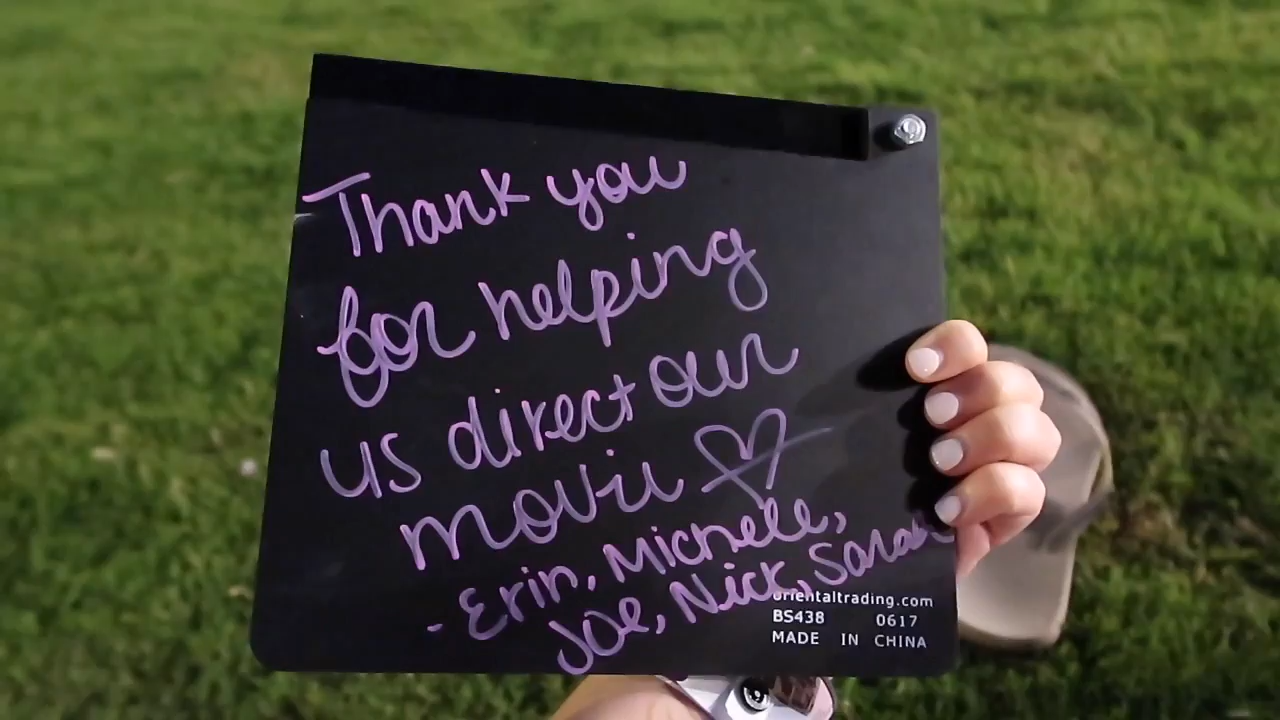 Thank you
for helping
us direct our
movie
- Erin, Michelle,
Joe, Nick, Sarah
orientaltrading.com
BS438 0617
MADE IN CHINA